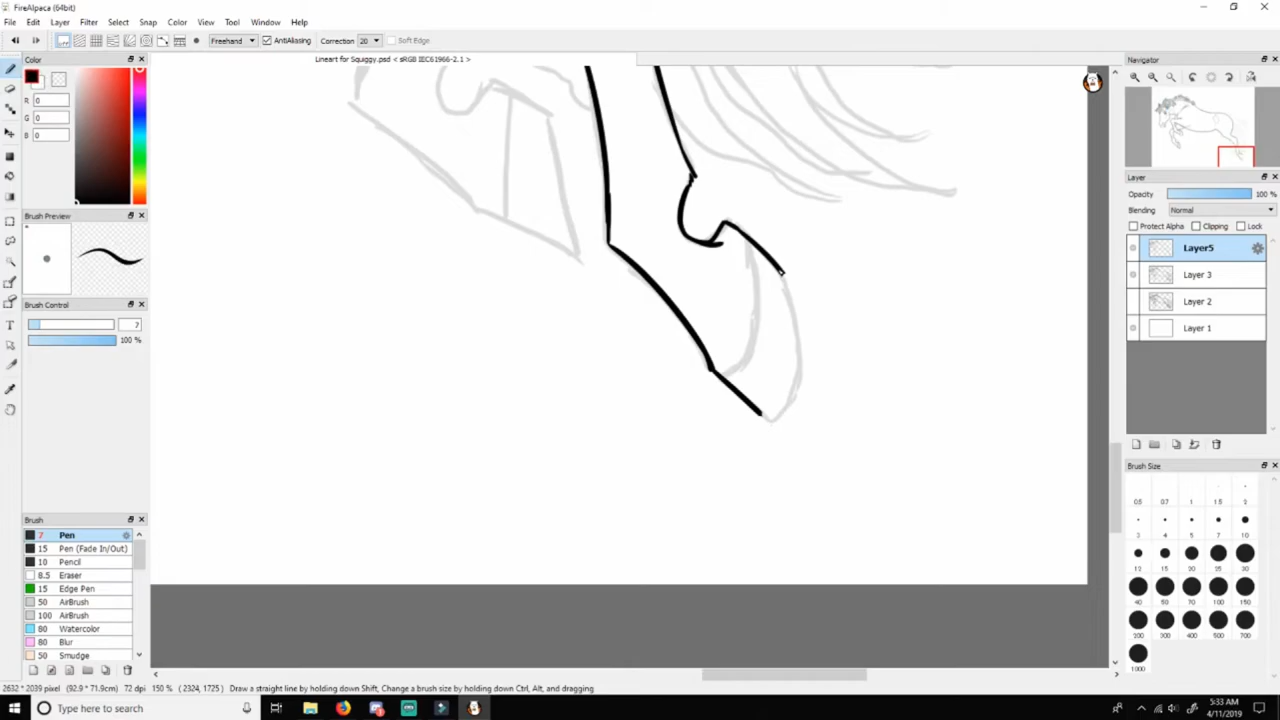 FireAlpaca (64bit)
File Edit Layer Filter Select Snap Color View Tool Window Help
Freehand AntiAliasing Correction 20 Soft Edge
Lineart for Squiggy.psd < sRGB IEC61966-2.1 >
Color
R 0
G 0
B 0
Brush Preview
Brush Control
7
100 %
Brush
7 Pen
15 Pen (Fade In/Out)
10 Pencil
8.5 Eraser
15 Edge Pen
50 AirBrush
100 AirBrush
80 Watercolor
80 Blur
50 Smudge
Navigator
Layer
Opacity 100 %
Blending Normal
Protect Alpha Clipping Lock
Layer5
Layer 3
Layer 2
Layer 1
Brush Size
0.5 0.7 1 1.5 2
3 4 5 7 10
12 15 20 25 30
40 50 70 100 150
200 300 400 500 700
1000
2632 * 2039 pixel (92.9 * 71.9cm) 72 dpi 150 % (2324, 1725) Draw a straight line by holding down Shift, Change a brush size by holding down Ctrl, Alt, and dragging
Type here to search
5:33 AM
4/11/2019